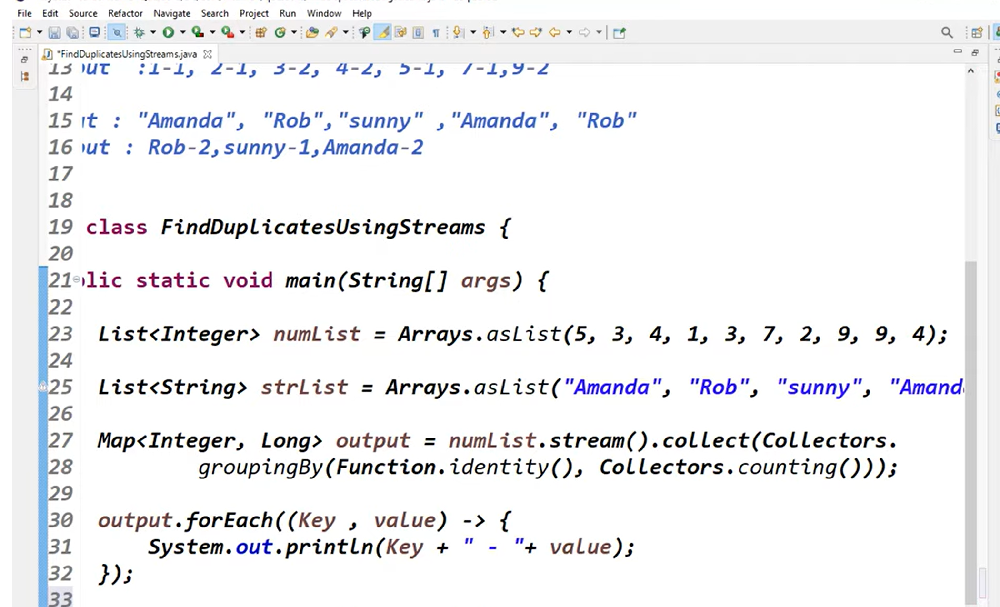 File Edit Source Refactor Navigate Search Project Run Window Help
*FindDuplicatesUsingStreams.java
13 out :1-1, 2-1, 3-2, 4-2, 5-1, 7-1,9-2
14
15 ut : "Amanda", "Rob","sunny" ,"Amanda", "Rob"
16 out : Rob-2,sunny-1,Amanda-2
17
18
19 class FindDuplicatesUsingStreams {
20
21 blic static void main(String[] args) {
22
23 List<Integer> numList = Arrays.asList(5, 3, 4, 1, 3, 7, 2, 9, 9, 4);
24
25 List<String> strList = Arrays.asList("Amanda", "Rob", "sunny", "Amand
26
27 Map<Integer, Long> output = numList.stream().collect(Collectors.
28 groupingBy(Function.identity(), Collectors.counting()));
29
30 output.forEach((Key , value) -> {
31 System.out.println(Key + " - "+ value);
32 });
33